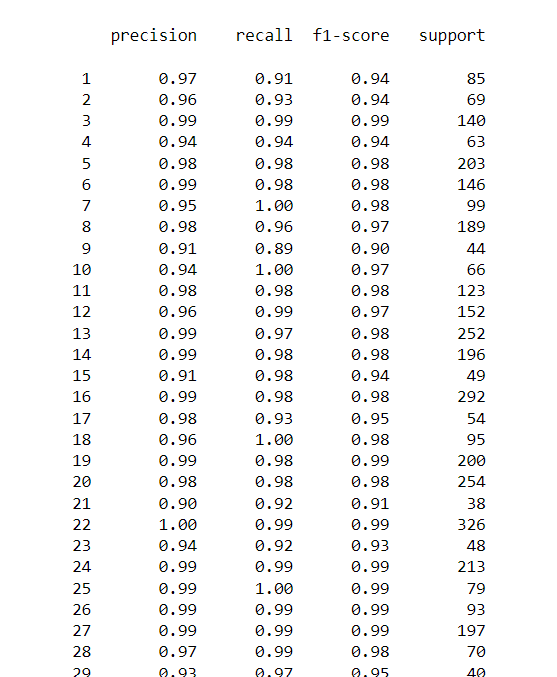 precision recall f1-score support
1 0.97 0.91 0.94 85
2 0.96 0.93 0.94 69
3 0.99 0.99 0.99 140
4 0.94 0.94 0.94 63
5 0.98 0.98 0.98 203
6 0.99 0.98 0.98 146
7 0.95 1.00 0.98 99
8 0.98 0.96 0.97 189
9 0.91 0.89 0.90 44
10 0.94 1.00 0.97 66
11 0.98 0.98 0.98 123
12 0.96 0.99 0.97 152
13 0.99 0.97 0.98 252
14 0.99 0.98 0.98 196
15 0.91 0.98 0.94 49
16 0.99 0.98 0.98 292
17 0.98 0.93 0.95 54
18 0.96 1.00 0.98 95
19 0.99 0.98 0.99 200
20 0.98 0.98 0.98 254
21 0.90 0.92 0.91 38
22 1.00 0.99 0.99 326
23 0.94 0.92 0.93 48
24 0.99 0.99 0.99 213
25 0.99 1.00 0.99 79
26 0.99 0.99 0.99 93
27 0.99 0.99 0.99 197
28 0.97 0.99 0.98 70
29 0.93 0.97 0.95 40